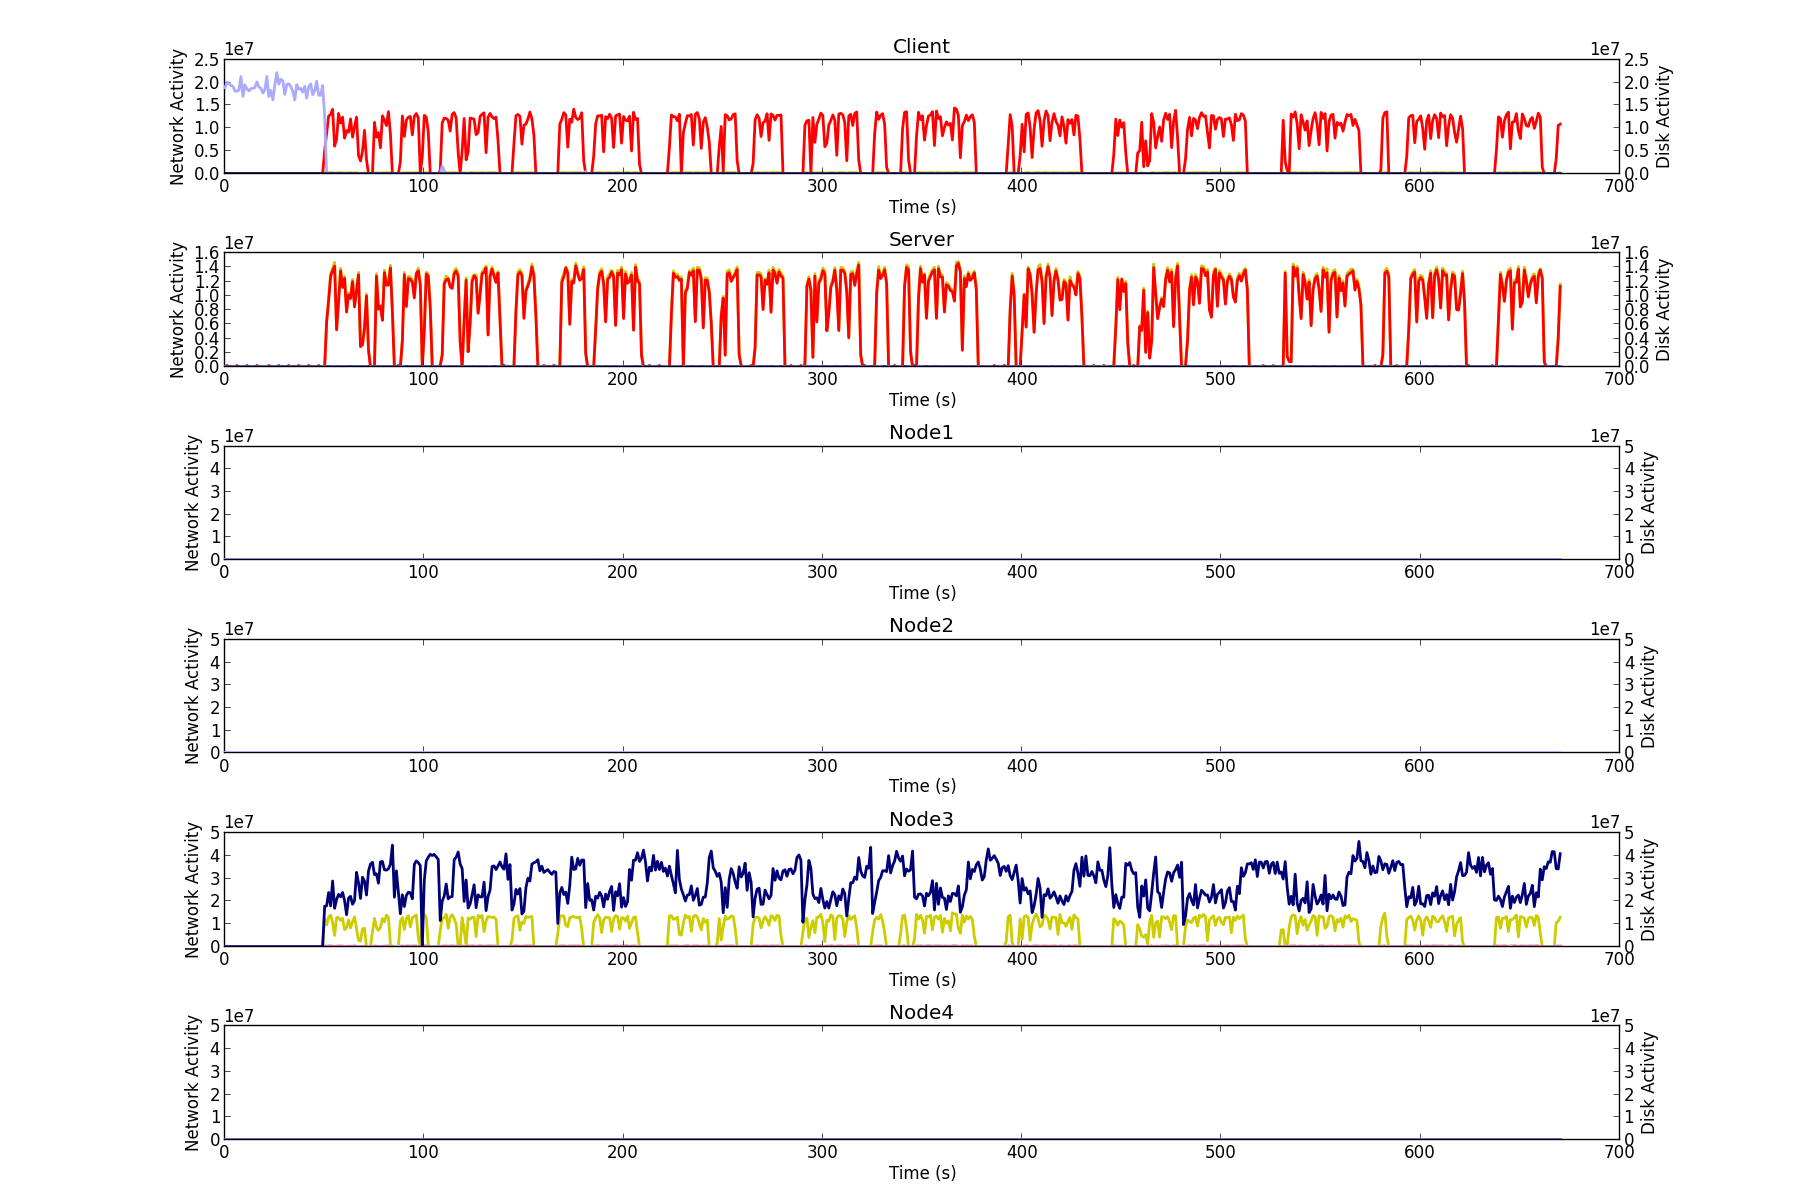 Client
1e7 1e7
Network Activity
2.5 2.0 1.5 1.0 0.5 0.0
2.5 2.0 1.5 1.0 0.5 0.0
Disk Activity
0 100 200 300 400 500 600 700
Time (s)
Server
1e7 1e7
Network Activity
1.6 1.4 1.2 1.0 0.8 0.6 0.4 0.2 0.0
1.6 1.4 1.2 1.0 0.8 0.6 0.4 0.2 0.0
Disk Activity
0 100 200 300 400 500 600 700
Time (s)
Node1
1e7 1e7
Network Activity
5 4 3 2 1 0
5 4 3 2 1 0
Disk Activity
0 100 200 300 400 500 600 700
Time (s)
Node2
1e7 1e7
Network Activity
5 4 3 2 1 0
5 4 3 2 1 0
Disk Activity
0 100 200 300 400 500 600 700
Time (s)
Node3
1e7 1e7
Network Activity
5 4 3 2 1 0
5 4 3 2 1 0
Disk Activity
0 100 200 300 400 500 600 700
Time (s)
Node4
1e7 1e7
Network Activity
5 4 3 2 1 0
5 4 3 2 1 0
Disk Activity
0 100 200 300 400 500 600 700
Time (s)